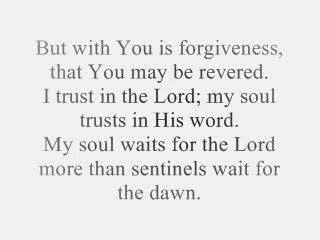 But with You is forgiveness,
that You may be revered.
I trust in the Lord; my soul
trusts in His word.
My soul waits for the Lord
more than sentinels wait for
the dawn.